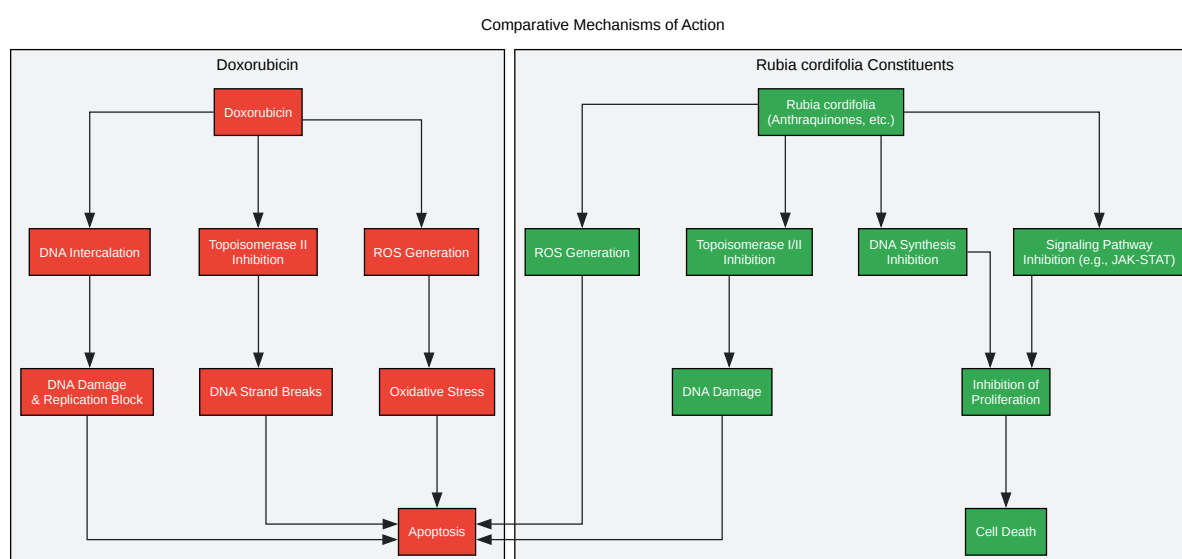 Comparative Mechanisms of Action
Doxorubicin
Doxorubicin
DNA Intercalation
Topoisomerase II
Inhibition
ROS Generation
DNA Damage
& Replication Block
DNA Strand Breaks
Oxidative Stress
Apoptosis
Rubia cordifolia Constituents
Rubia cordifolia
(Anthraquinones, etc.)
ROS Generation
Topoisomerase I/II
Inhibition
DNA Synthesis
Inhibition
Signaling Pathway
Inhibition (e.g., JAK-STAT)
DNA Damage
Inhibition of
Proliferation
Cell Death